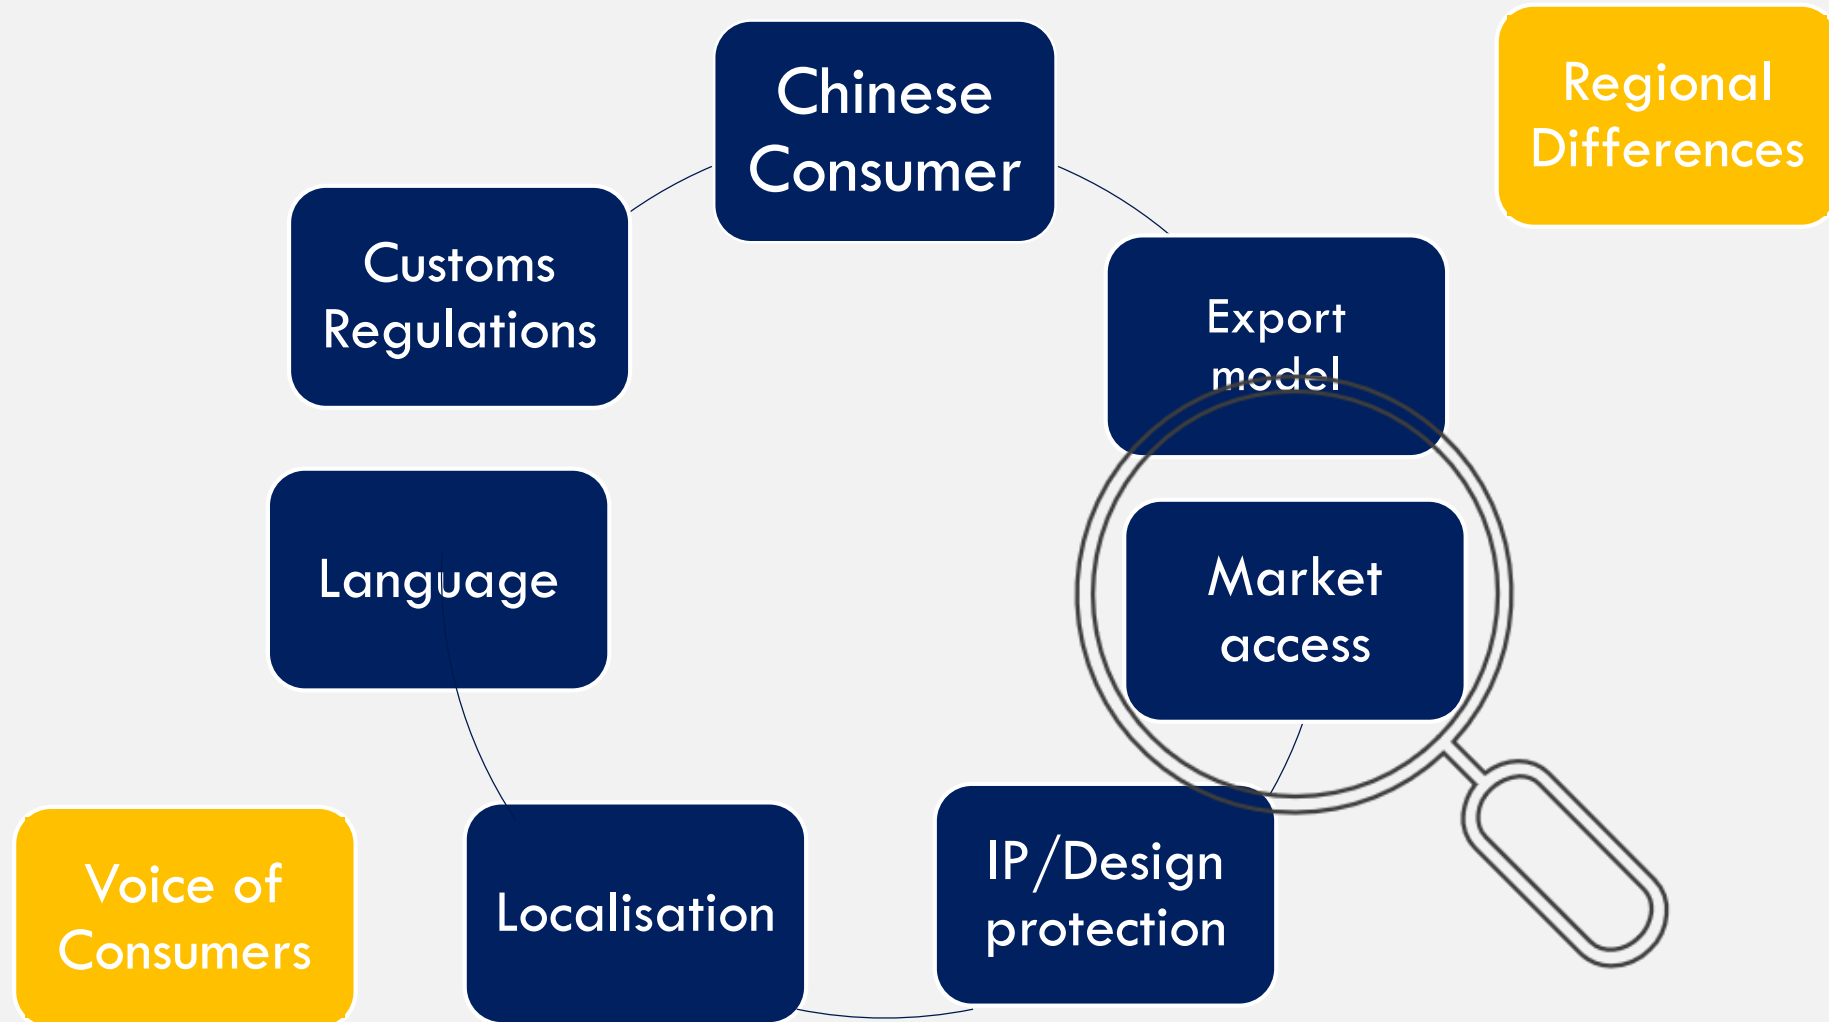 Chinese
Consumer
Regional
Differences
Customs
Regulations
Export
model
Language
Market
access
Voice of
Consumers
Localisation
IP/Design
protection